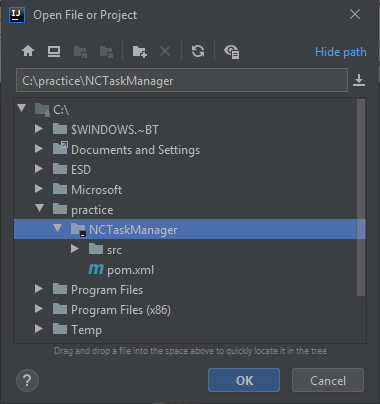 IJ
Open File or Project
Hide path
C:\practice\NCTaskManager
C:\
$WINDOWS.~BT
Documents and Settings
ESD
Microsoft
practice
NCTaskManager
src
m pom.xml
Program Files
Program Files (x86)
Temp
Drag and drop a file into the space above to quickly locate it in the tree
?
OK
Cancel